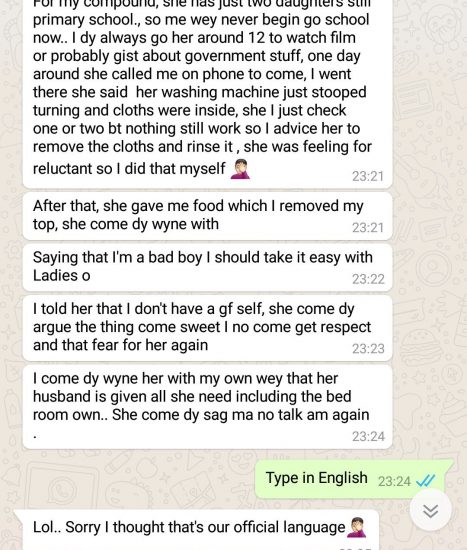 For my compound, she has just two daughters still
primary school., so me wey never begin go school
now.. I dy always go her around 12 to watch film
or probably gist about government stuff, one day
around she called me on phone to come, I went
there she said her washing machine just stooped
turning and cloths were inside, she I just check
one or two bt nothing still work so I advice her to
remove the cloths and rinse it , she was feeling for
reluctant so I did that myself 🤦
23:21
After that, she gave me food which I removed my
top, she come dy wyne with
23:21
Saying that I'm a bad boy I should take it easy with
Ladies o
23:22
I told her that I don't have a gf self, she come dy
argue the thing come sweet I no come get respect
and that fear for her again
23:23
I come dy wyne her with my own wey that her
husband is given all she need including the bed
room own.. She come dy sag ma no talk am again
.
23:24
Type in English 23:24
Lol.. Sorry I thought that's our official language 🤦